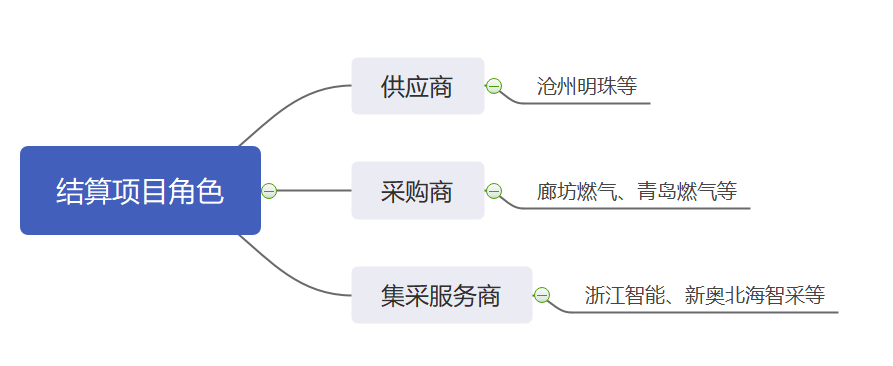 供应商
沧州明珠等
结算项目角色
采购商
廊坊燃气、青岛燃气等
集采服务商
浙江智能、新奥北海智采等